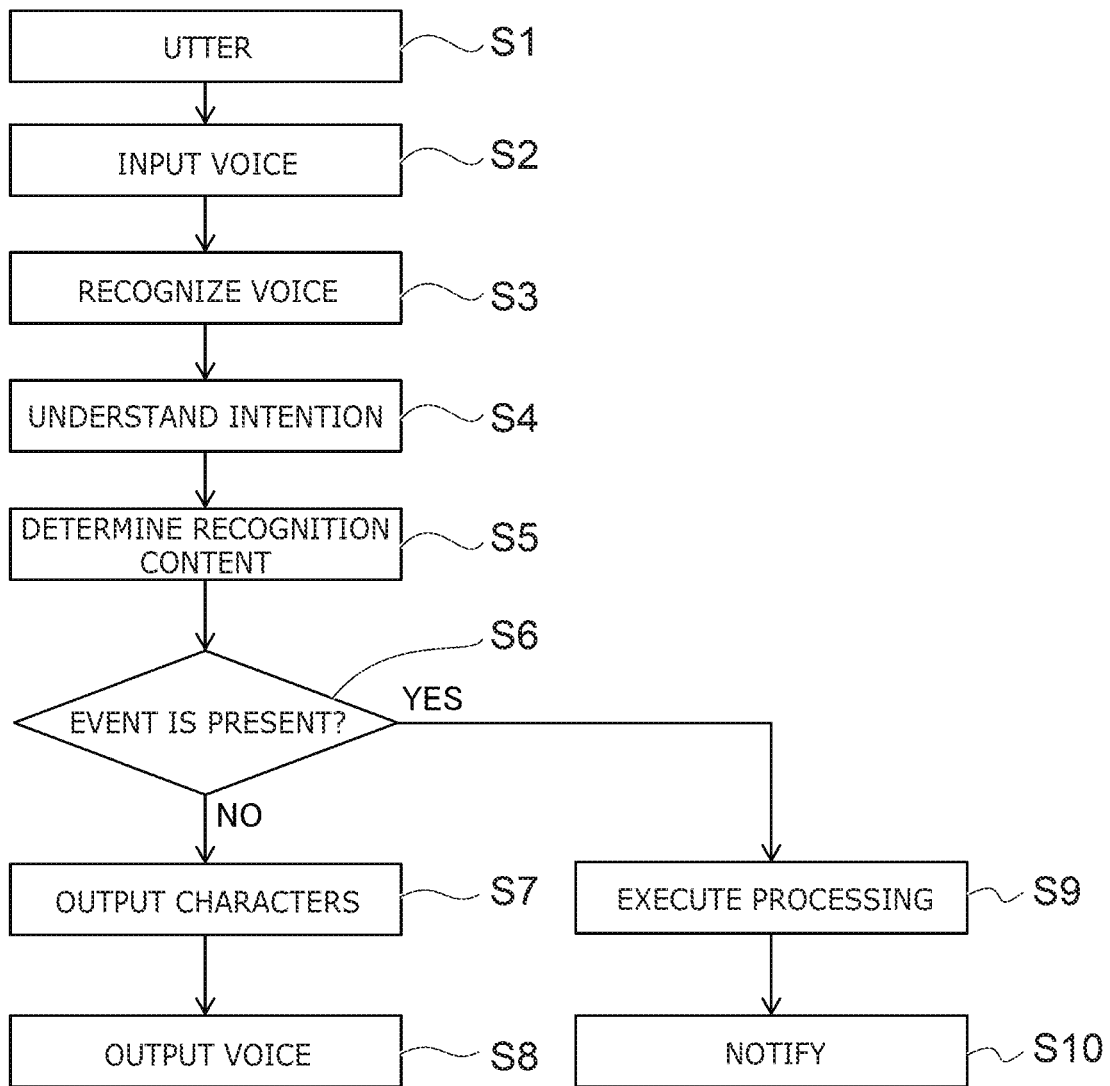 UTTER S1
INPUT VOICE S2
RECOGNIZE VOICE S3
UNDERSTAND INTENTION S4
DETERMINE RECOGNITION
CONTENT S5
S6
EVENT IS PRESENT? YES
NO
OUTPUT CHARACTERS S7
EXECUTE PROCESSING S9
OUTPUT VOICE S8
NOTIFY S10